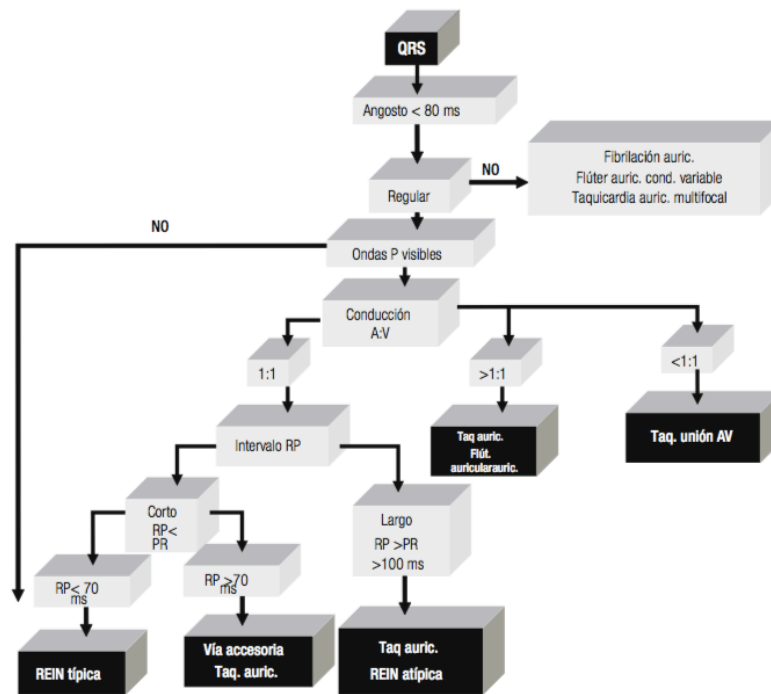 QRS
Angosto < 80 ms
Regular
NO
Fibrilación auric.
Flúter auric. cond. variable
Taquicardia auric. multifocal
NO
Ondas P visibles
Conducción
A:V
1:1
>1:1
<1:1
Taq auric.
Flút.
auricularauric.
Taq. unión AV
Intervalo RP
Corto
RP<
PR
Largo
RP >PR
>100 ms
RP< 70
ms
RP >70
ms
REIN típica
Vía accesoria
Taq. auric.
Taq auric.
REIN atípica